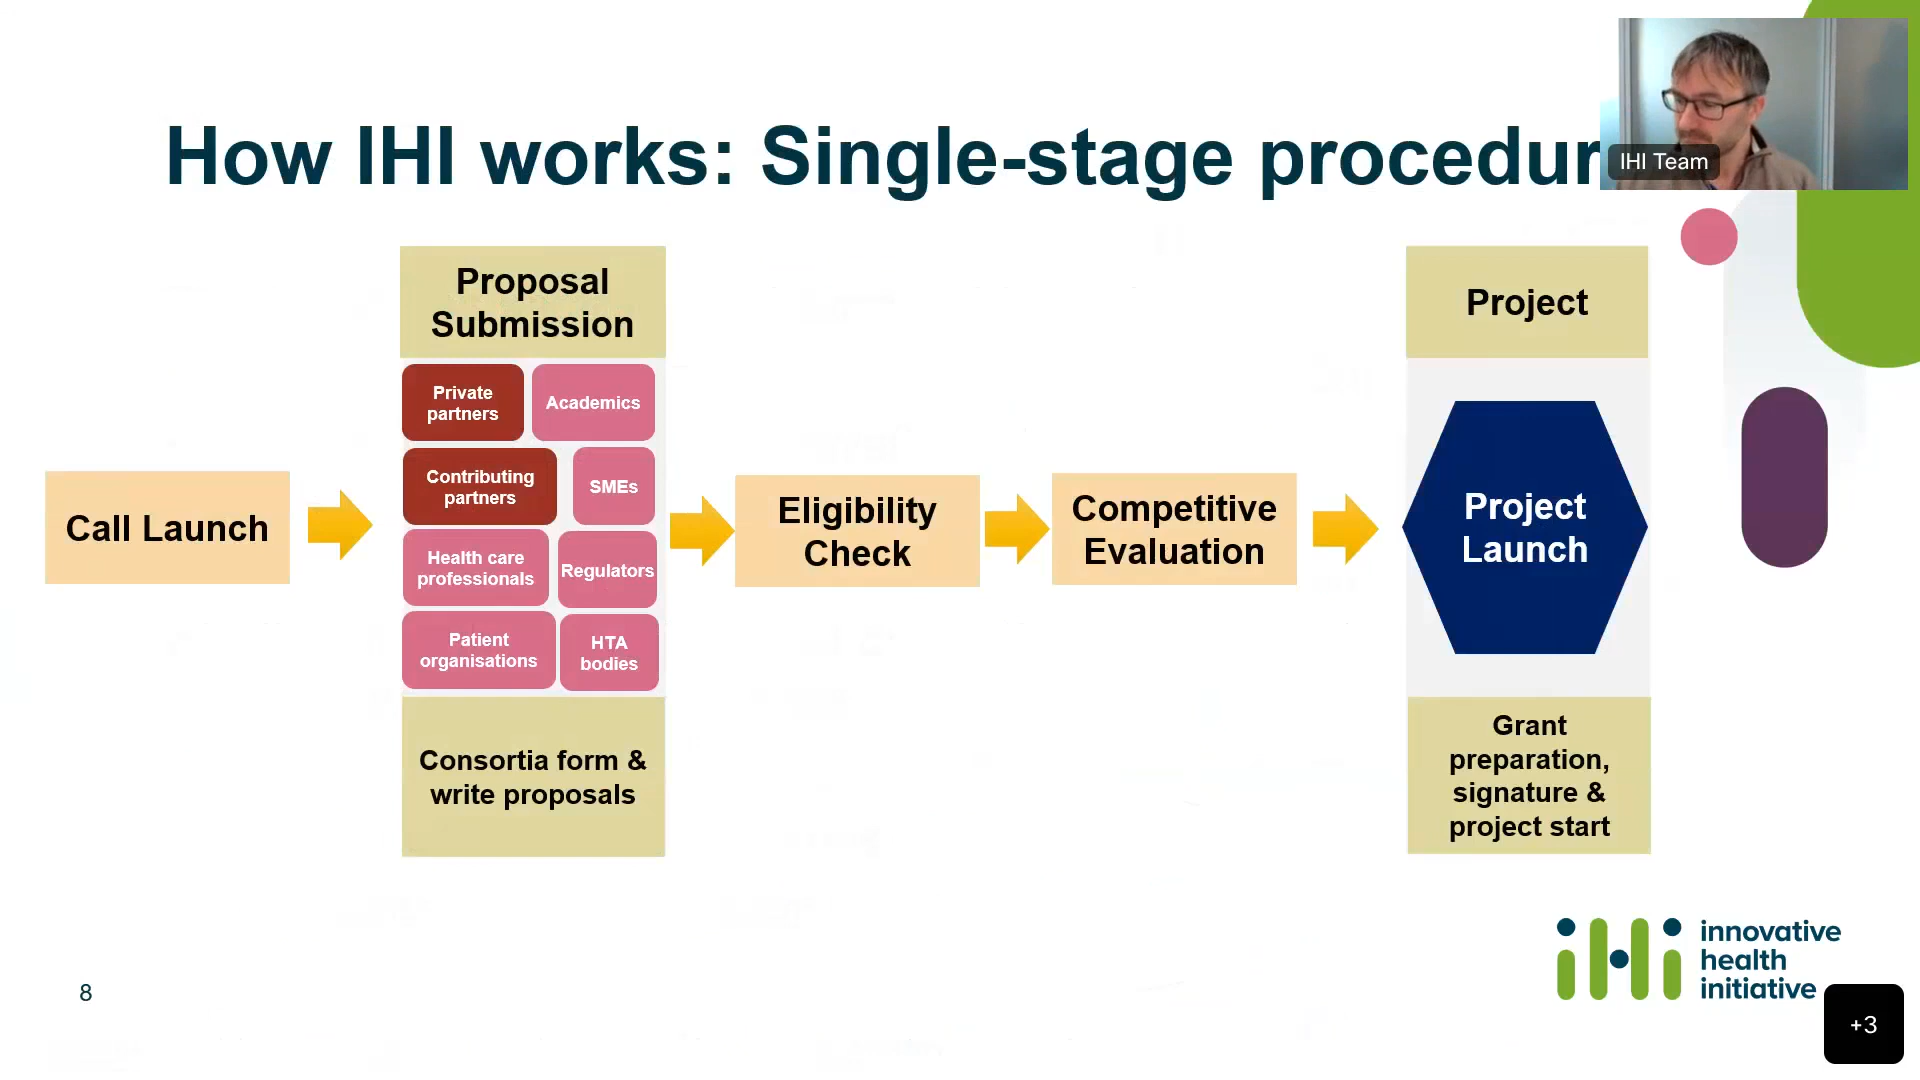 How IHI works: Single-stage procedur
IHI Team
Proposal
Submission
Private
partners
Academics
Contributing
partners
SMEs
Health care
professionals
Regulators
Patient
organisations
HTA
bodies
Consortia form &
write proposals
Call Launch
Eligibility
Check
Competitive
Evaluation
Project
Project
Launch
Grant
preparation,
signature &
project start
8
iHi
innovative
health
initiative
+3